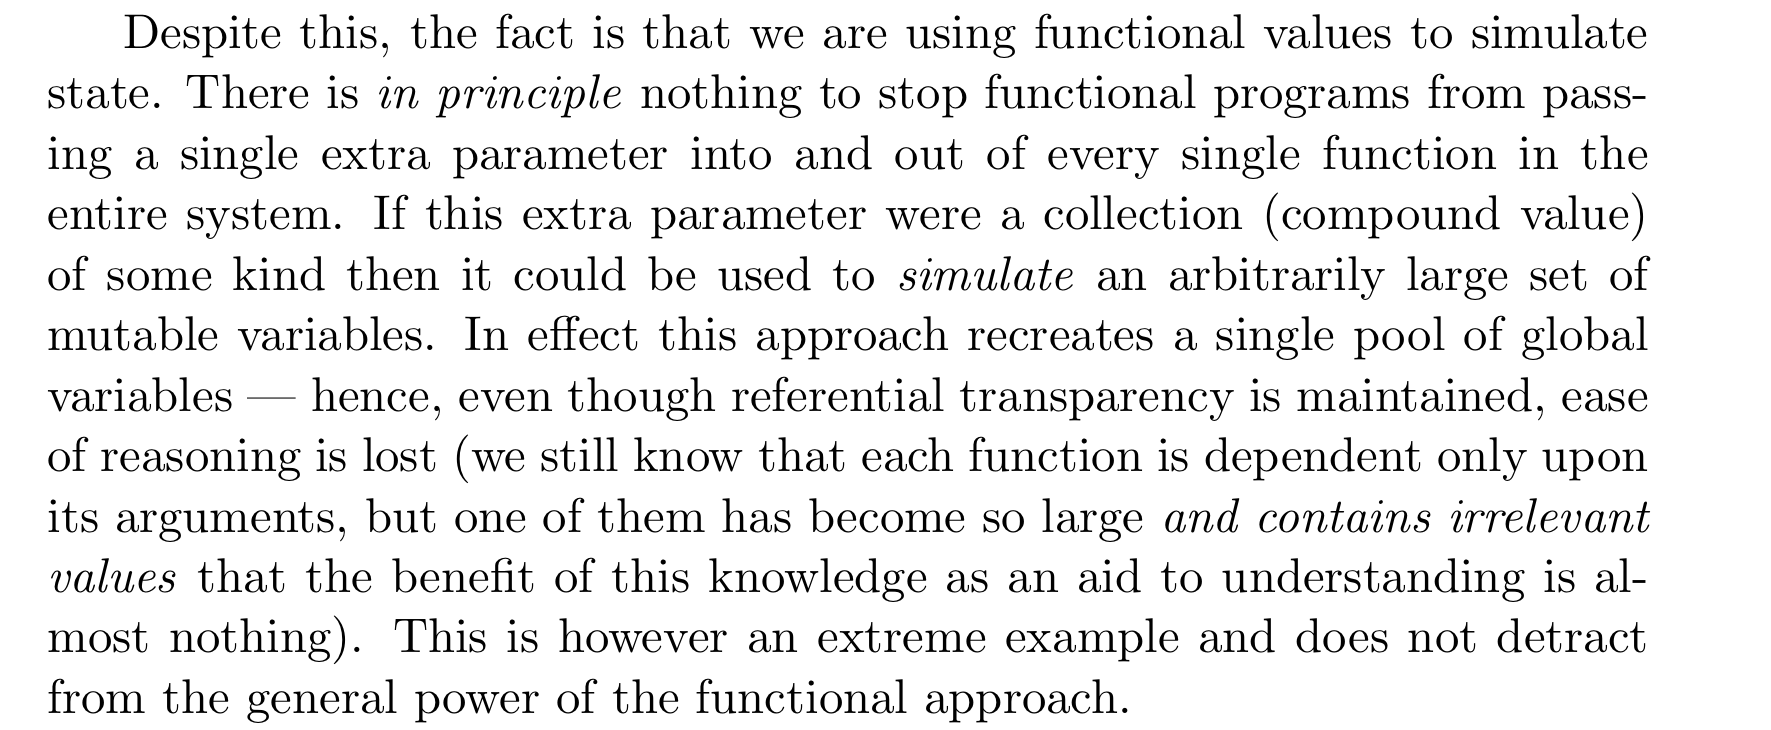 Despite this, the fact is that we are using functional values to simulate
state. There is in principle nothing to stop functional programs from pass-
ing a single extra parameter into and out of every single function in the
entire system. If this extra parameter were a collection (compound value)
of some kind then it could be used to simulate an arbitrarily large set of
mutable variables. In effect this approach recreates a single pool of global
variables — hence, even though referential transparency is maintained, ease
of reasoning is lost (we still know that each function is dependent only upon
its arguments, but one of them has become so large and contains irrelevant
values that the benefit of this knowledge as an aid to understanding is al-
most nothing). This is however an extreme example and does not detract
from the general power of the functional approach.